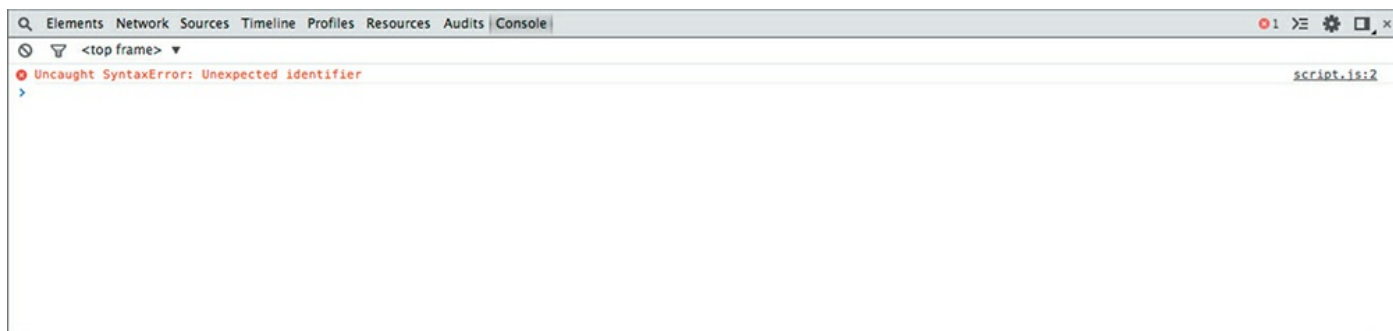 Elements Network Sources Timeline Profiles Resources Audits Console 1
<top frame> ▼
Uncaught SyntaxError: Unexpected identifier script.js:2